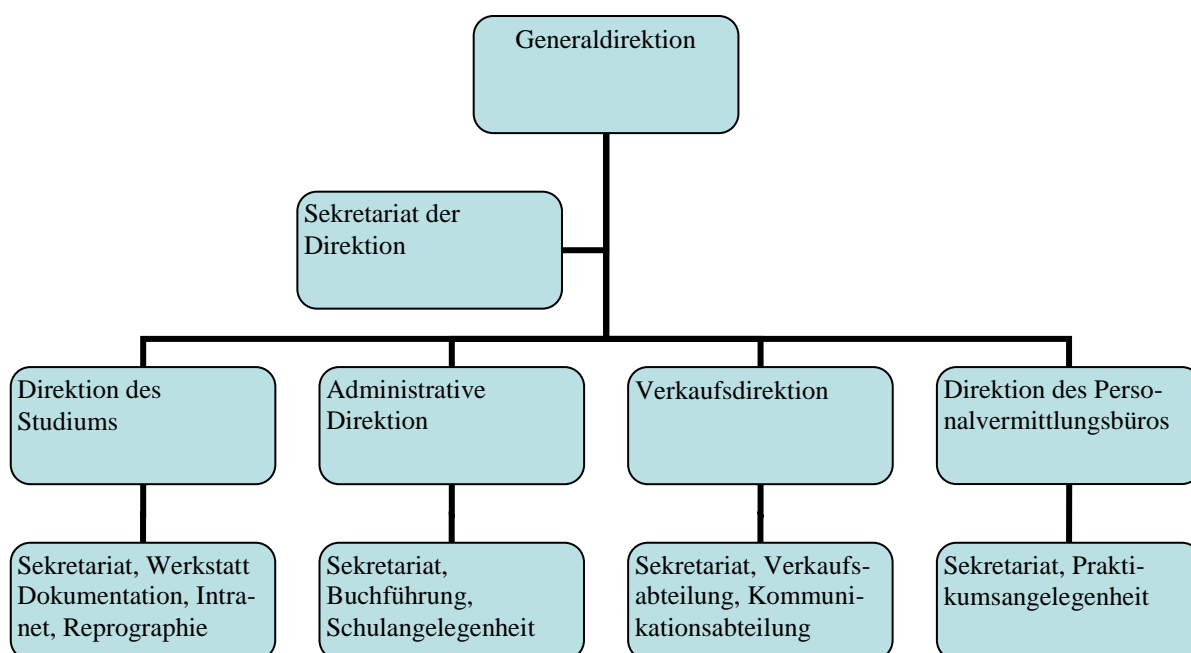 Generaldirektion
Sekretariat der
Direktion
Direktion des
Studiums
Administrative
Direktion
Verkaufsdirektion
Direktion des Perso-
nalvermittlungsbüros
Sekretariat, Werkstatt
Dokumentation, Intra-
net, Reprographie
Sekretariat,
Buchführung,
Schulangelegenheit
Sekretariat, Verkaufs-
abteilung, Kommuni-
kationsabteilung
Sekretariat, Prakti-
kumsangelegenheit